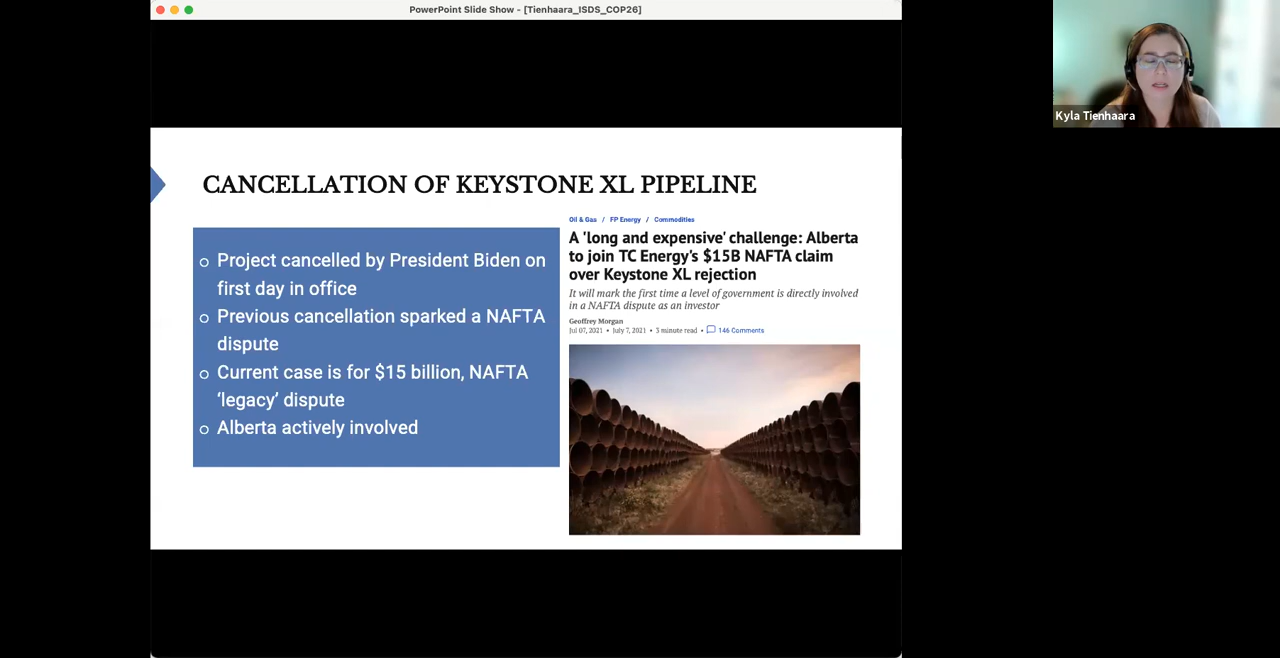 PowerPoint Slide Show - [Tienhaara_ISDS_COP26]
Kyla Tienhaara
CANCELLATION OF KEYSTONE XL PIPELINE
Project cancelled by President Biden on
first day in office
Previous cancellation sparked a NAFTA
dispute
Current case is for $15 billion, NAFTA
‘legacy’ dispute
Alberta actively involved
Oil & Gas / FP Energy / Commodities
A 'long and expensive' challenge: Alberta
to join TC Energy's $15B NAFTA claim
over Keystone XL rejection
It will mark the first time a level of government is directly involved
in a NAFTA dispute as an investor
Geoffrey Morgan
Jul 07, 2021 • July 7, 2021 • 3 minute read • 146 Comments